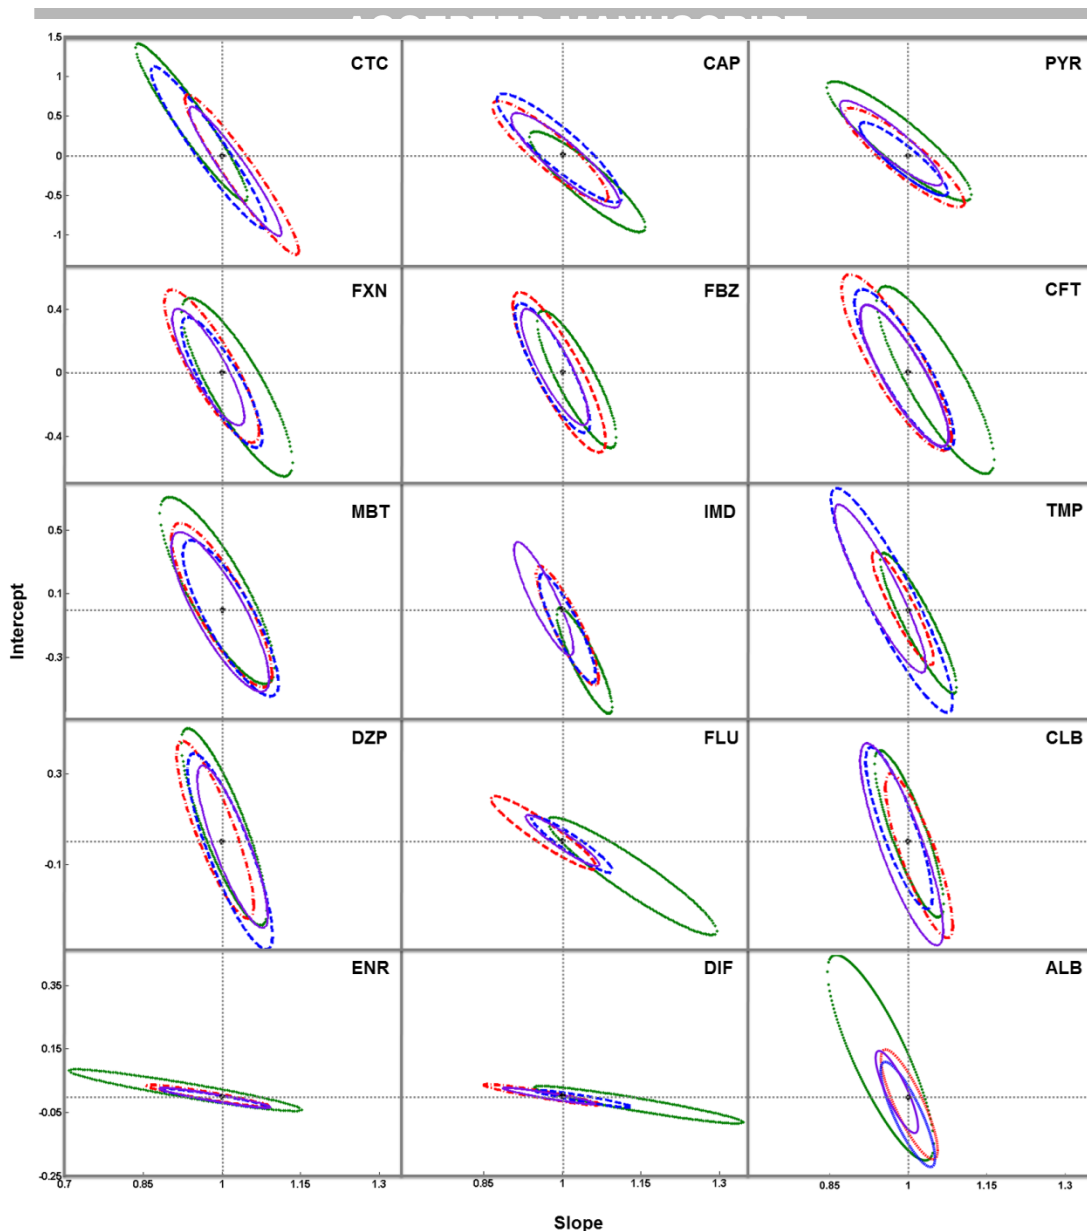 ACCEPTED MANUSCRIPT
1.5
CTC CAP PYR
1
0.5
0
-0.5
-1
FXN FBZ CFT
0.4
0
-0.4
MBT IMD TMP
0.5
0.1
-0.3
Intercept
DZP FLU CLB
0.3
-0.1
ENR DIF ALB
0.35
0.15
-0.05
-0.25
0.7 0.85 1 1.15 1.3 0.85 1 1.15 1.3 0.85 1 1.15 1.3
Slope